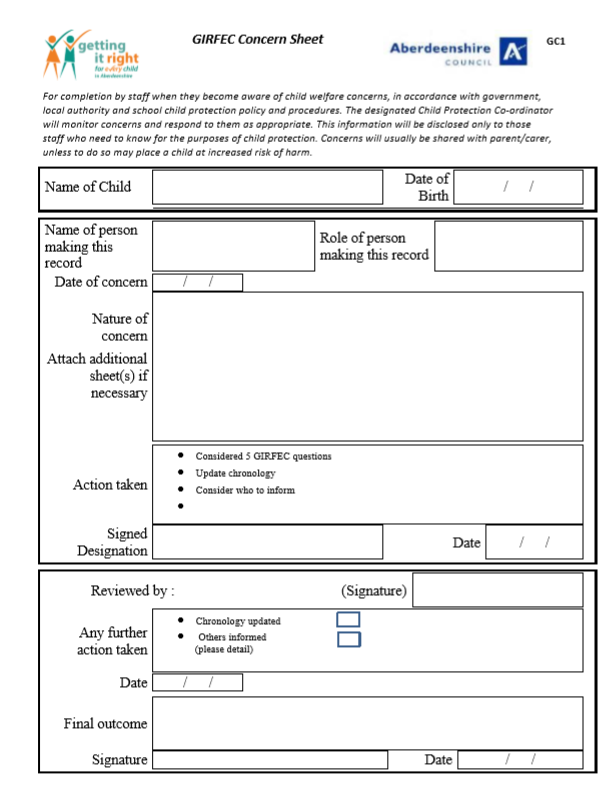 getting
it right
for every child
in Aberdeenshire
GIRFEC Concern Sheet
Aberdeenshire
COUNCIL
GC1
For completion by staff when they become aware of child welfare concerns, in accordance with government,
local authority and school child protection policy and procedures. The designated Child Protection Co-ordinator
will monitor concerns and respond to them as appropriate. This information will be disclosed only to those
staff who need to know for the purposes of child protection. Concerns will usually be shared with parent/carer,
unless to do so may place a child at increased risk of harm.
Name of Child
Date of
Birth
/ /
Name of person
making this
record
Role of person
making this record
Date of concern
/ /
Nature of
concern
Attach additional
sheet(s) if
necessary
Action taken
• Considered 5 GIRFEC questions
• Update chronology
• Consider who to inform
•
Signed
Designation
Date
/ /
Reviewed by :
(Signature)
Any further
action taken
• Chronology updated
• Others informed
(please detail)
Date
/ /
Final outcome
Signature
Date
/ /